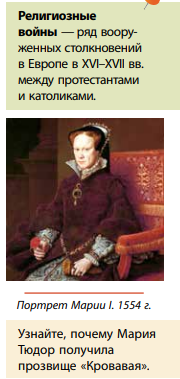 Религиозные
войны — ряд воору-
женных столкновений
в Европе в XVI–XVII вв.
между протестантами
и католиками.
Портрет Марии I. 1554 г.
Узнайте, почему Мария
Тюдор получила
прозвище «Кровавая».